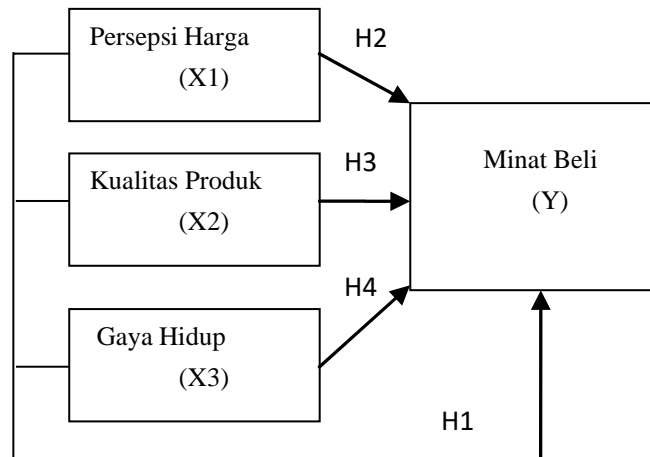 Persepsi Harga
(X1)
H2
Kualitas Produk
(X2)
H3
Minat Beli
(Y)
Gaya Hidup
(X3)
H4
H1